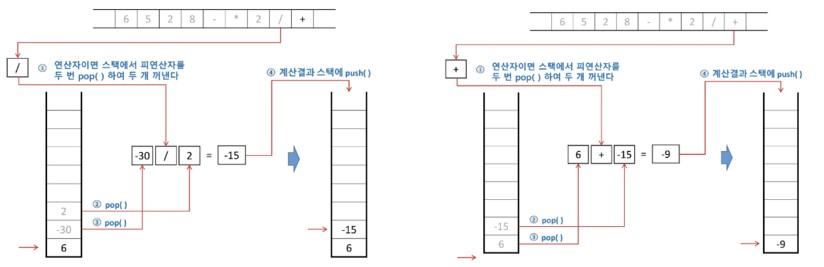 6 5 2 8 - * 2 / +
/
① 연산자이면 스택에서 피연산자를
두 번 pop( ) 하여 두 개 꺼낸다
④ 계산결과 스택에 push( )
-30 / 2 = -15
2
② pop( )
-30
③ pop( )
6
-15
6
6 5 2 8 - * 2 / +
+
① 연산자이면 스택에서 피연산자를
두 번 pop( ) 하여 두 개 꺼낸다
④ 계산결과 스택에 push( )
6 + -15 = -9
-15
② pop( )
6
③ pop( )
-9